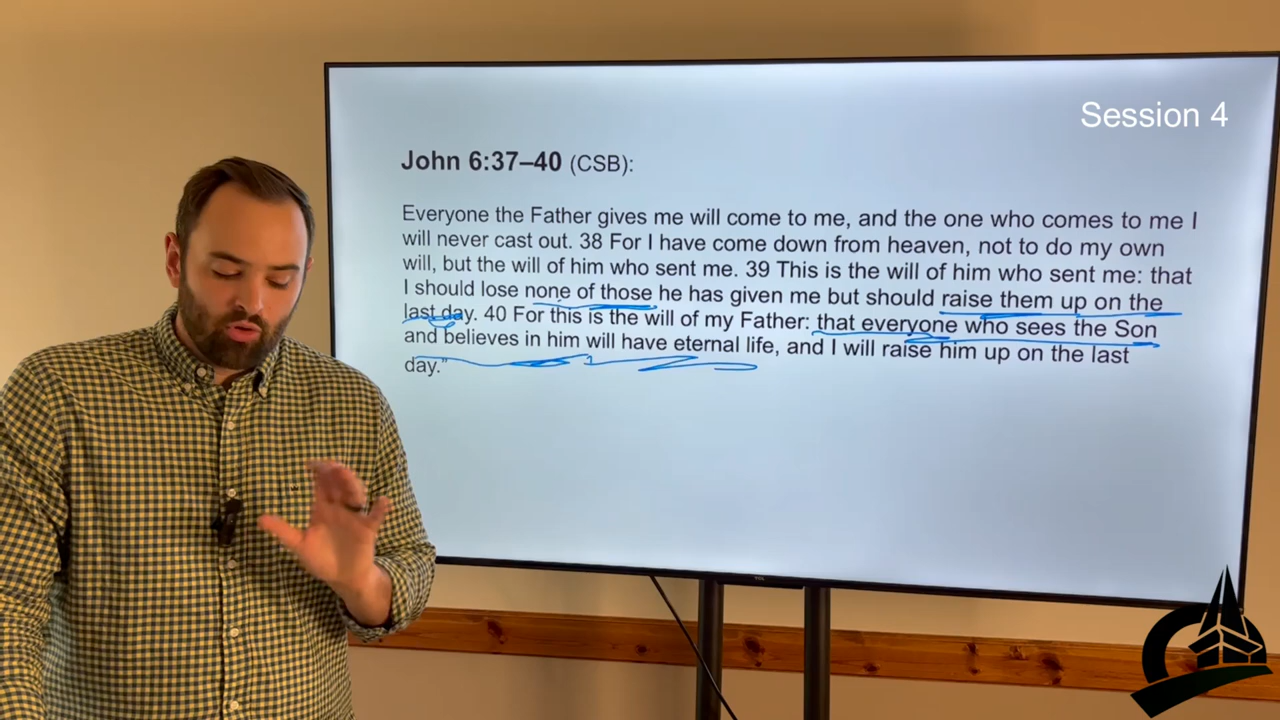 Session 4
John 6:37–40 (CSB):
Everyone the Father gives me will come to me, and the one who comes to me I
will never cast out. 38 For I have come down from heaven, not to do my own
will, but the will of him who sent me. 39 This is the will of him who sent me: that
I should lose none of those he has given me but should raise them up on the
last day. 40 For this is the will of my Father: that everyone who sees the Son
and believes in him will have eternal life, and I will raise him up on the last
day."
TCL